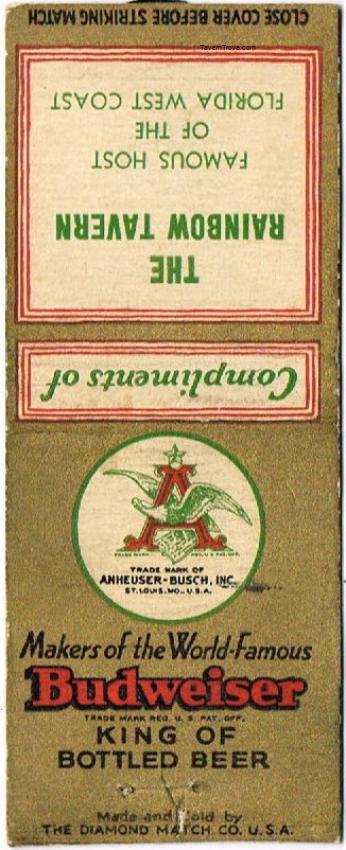 CLOSE COVER BEFORE STRIKING MATCH
TavernTrove.com
Compliments of
THE
RAINBOW TAVERN
FAMOUS HOST
OF THE
FLORIDA WEST COAST
A
TRADE MARK REG. U.S. PAT. OFF.
TRADE MARK OF
ANHEUSER-BUSCH, INC.
ST. LOUIS, MO., U.S.A.
Makers of the World-Famous
Budweiser
TRADE MARK REG. U. S. PAT. OFF.
KING OF
BOTTLED BEER
Made and Sold by
THE DIAMOND MATCH CO. U.S.A.